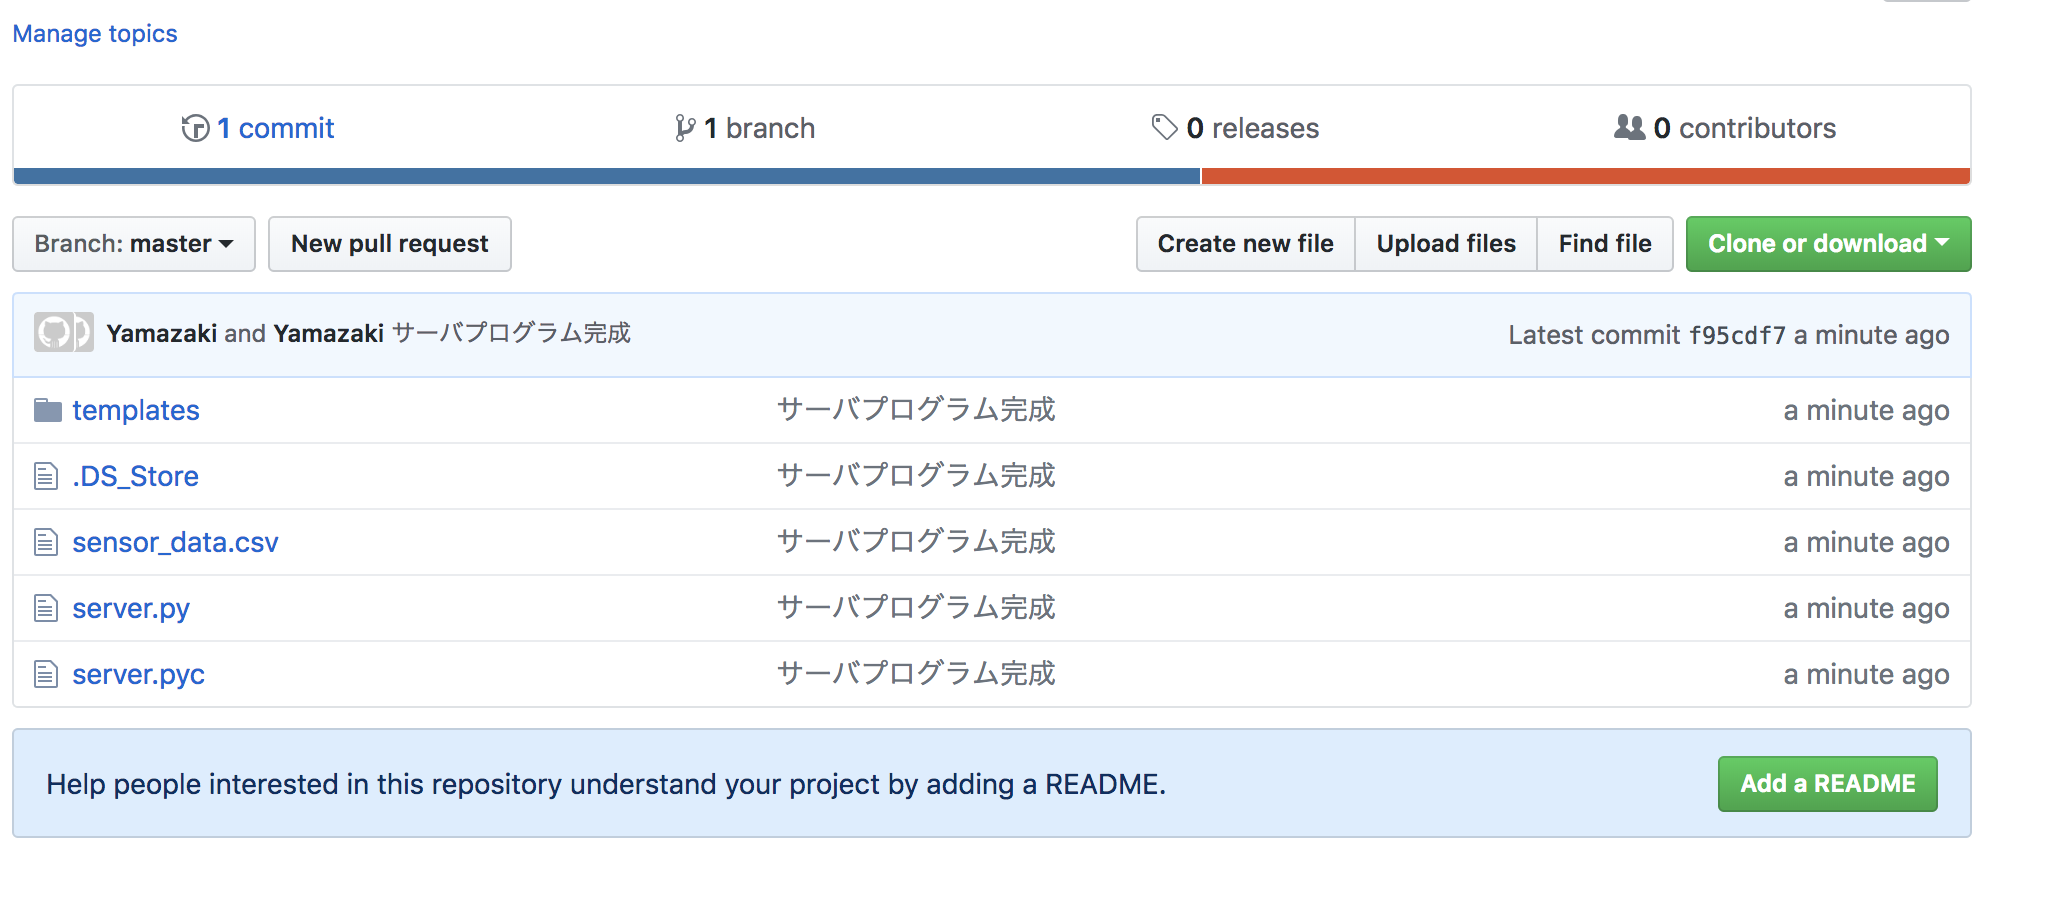 Manage topics
1 commit 1 branch 0 releases 0 contributors
Branch: master New pull request Create new file Upload files Find file Clone or download
Yamazaki and Yamazaki サーバプログラム完成 Latest commit f95cdf7 a minute ago
templates サーバプログラム完成 a minute ago
.DS_Store サーバプログラム完成 a minute ago
sensor_data.csv サーバプログラム完成 a minute ago
server.py サーバプログラム完成 a minute ago
server.pyc サーバプログラム完成 a minute ago
Help people interested in this repository understand your project by adding a README. Add a README